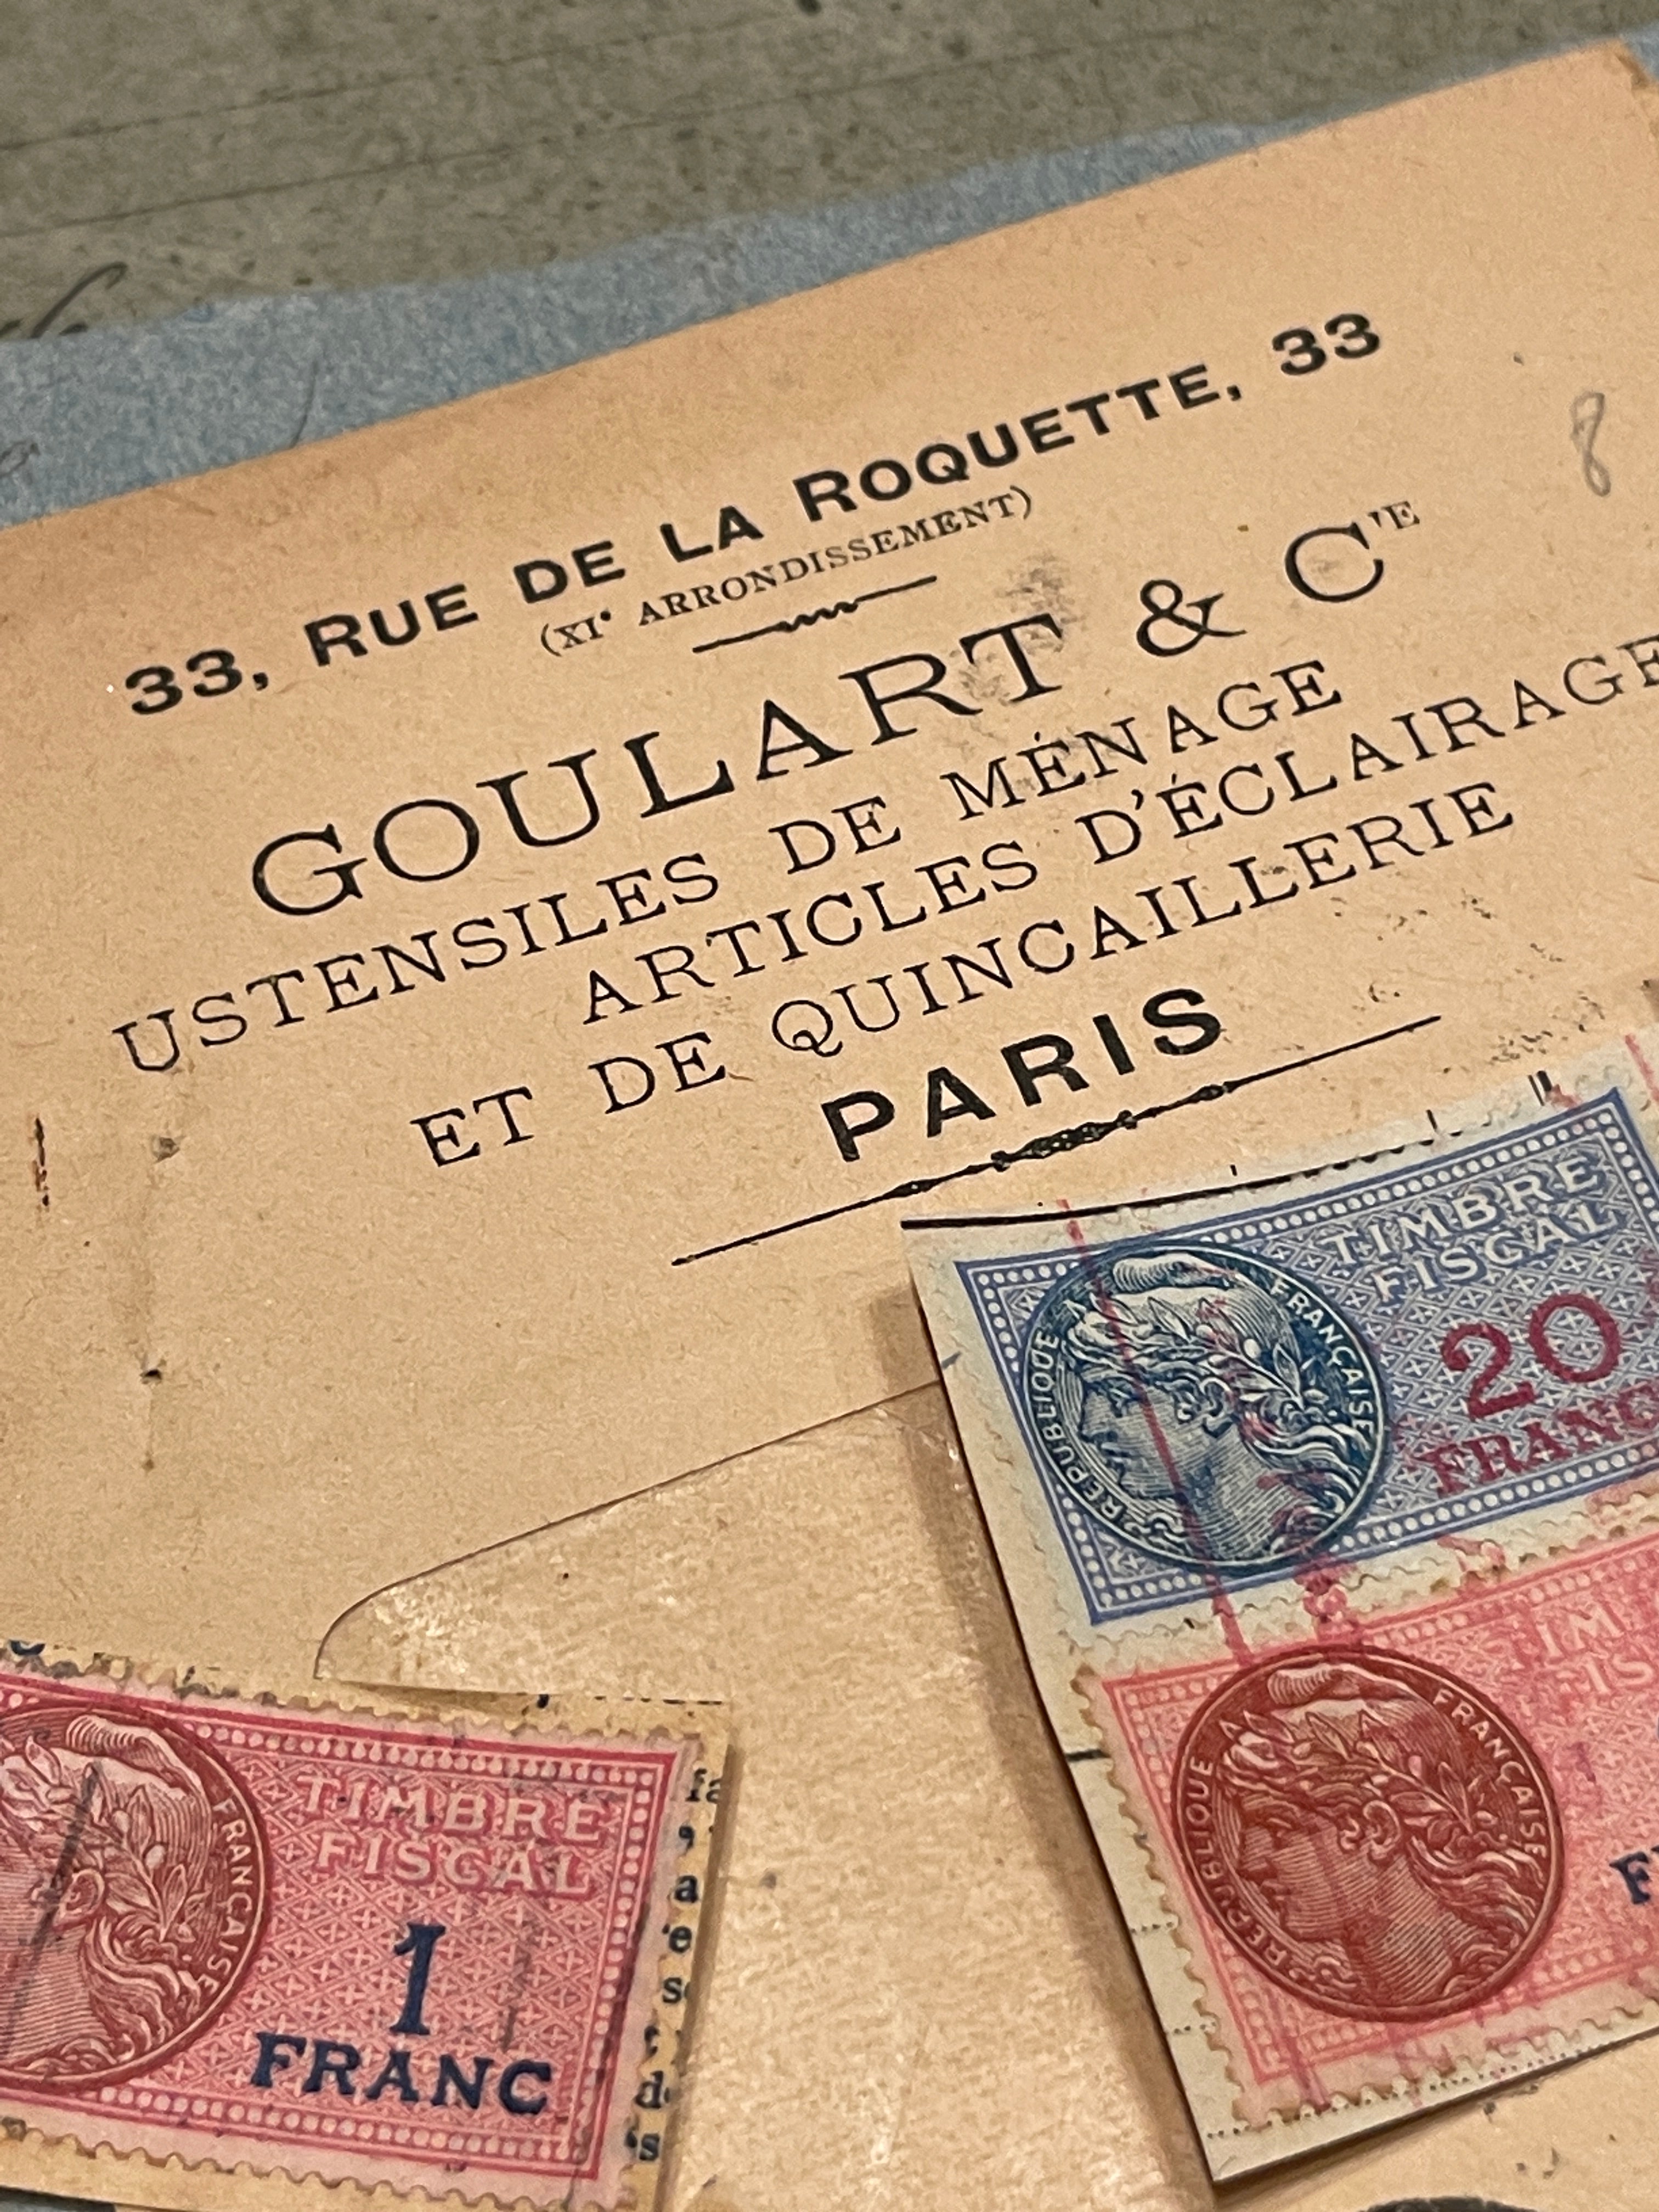 33, RUE DE LA ROQUETTE, 33
(XIe ARRONDISSEMENT)
GOULART & CIE
USTENSILES DE MÉNAGE
ARTICLES D'ÉCLAIRAGE
ET DE QUINCAILLERIE
PARIS
8
TIMBRE
FISCAL
20
FRANCS
RÉPUBLIQUE FRANÇAISE
RÉPUBLIQUE FRANÇAISE
TIMBRE
FISCAL
1
FRANC
FRANÇAISE